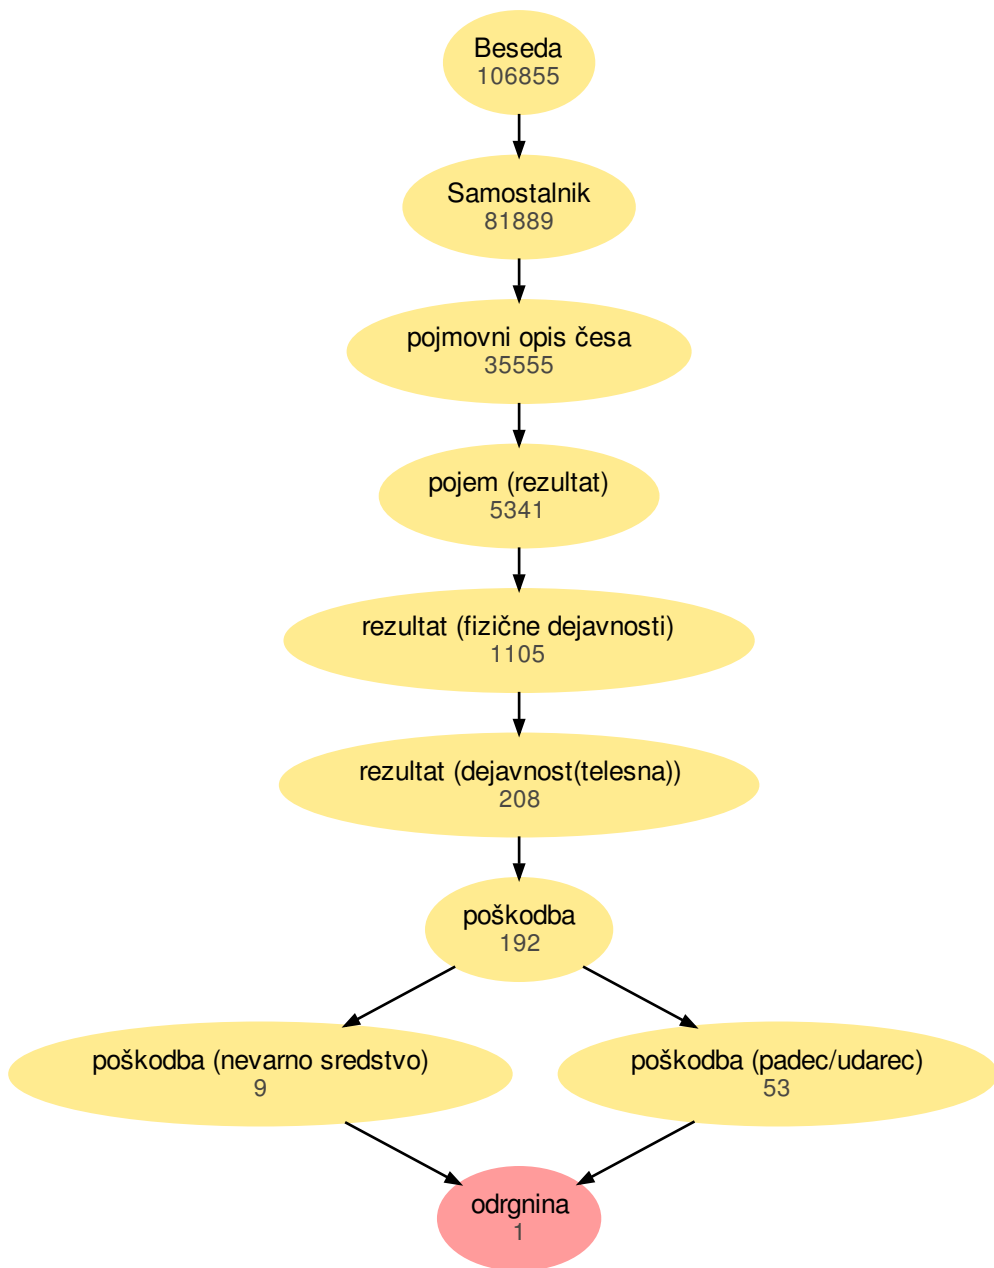 Beseda
106855
Samostalnik
81889
pojmovni opis česa
35555
pojem (rezultat)
5341
rezultat (fizične dejavnosti)
1105
rezultat (dejavnost(telesna))
208
poškodba
192
poškodba (nevarno sredstvo)
9
poškodba (padec/udarec)
53
odrgnina
1